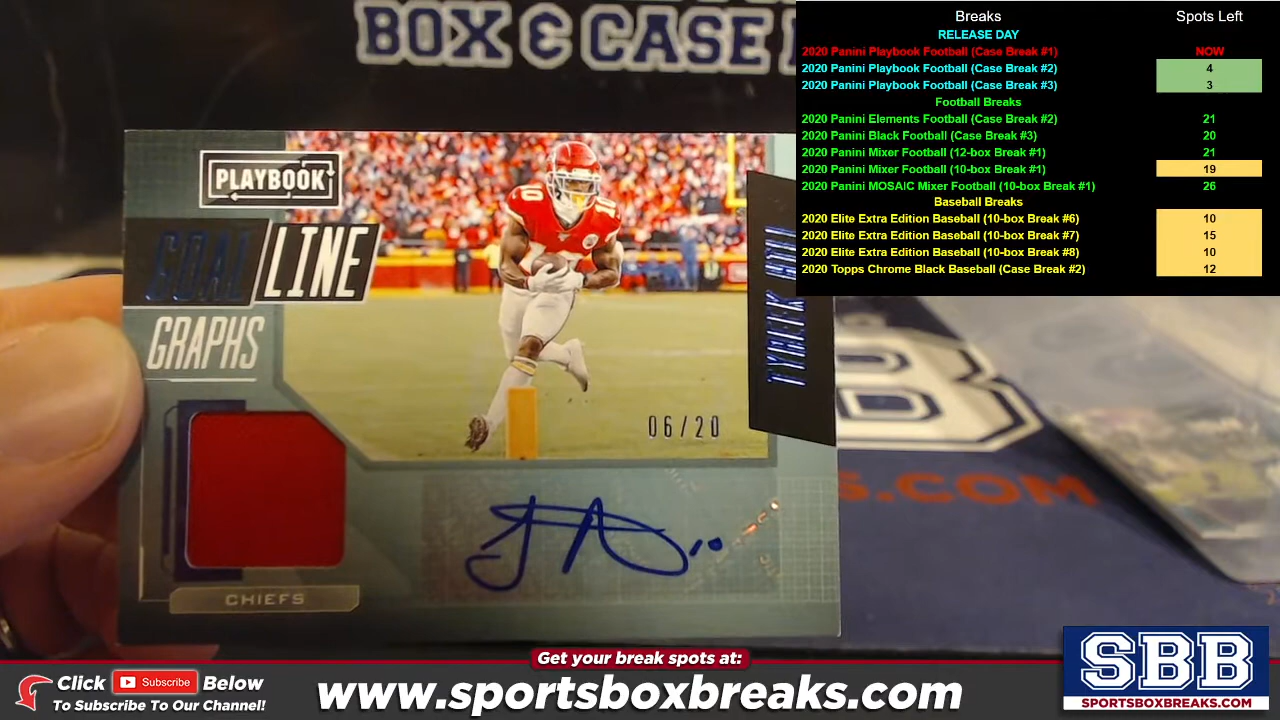 BOX & CASE
PLAYBOOK
GOAL LINE
GRAPHS
TYREEK HILL
10
10
06/20
CHIEFS
10
B
S.COM
Breaks Spots Left
RELEASE DAY
2020 Panini Playbook Football (Case Break #1) NOW
2020 Panini Playbook Football (Case Break #2) 4
2020 Panini Playbook Football (Case Break #3) 3
Football Breaks
2020 Panini Elements Football (Case Break #2) 21
2020 Panini Black Football (Case Break #3) 20
2020 Panini Mixer Football (12-box Break #1) 21
2020 Panini Mixer Football (10-box Break #1) 19
2020 Panini MOSAIC Mixer Football (10-box Break #1) 26
Baseball Breaks
2020 Elite Extra Edition Baseball (10-box Break #6) 10
2020 Elite Extra Edition Baseball (10-box Break #7) 15
2020 Elite Extra Edition Baseball (10-box Break #8) 10
2020 Topps Chrome Black Baseball (Case Break #2) 12
Get your break spots at:
Click Subscribe Below
To Subscribe To Our Channel!
www.sportsboxbreaks.com
SBB
SPORTSBOXBREAKS.COM